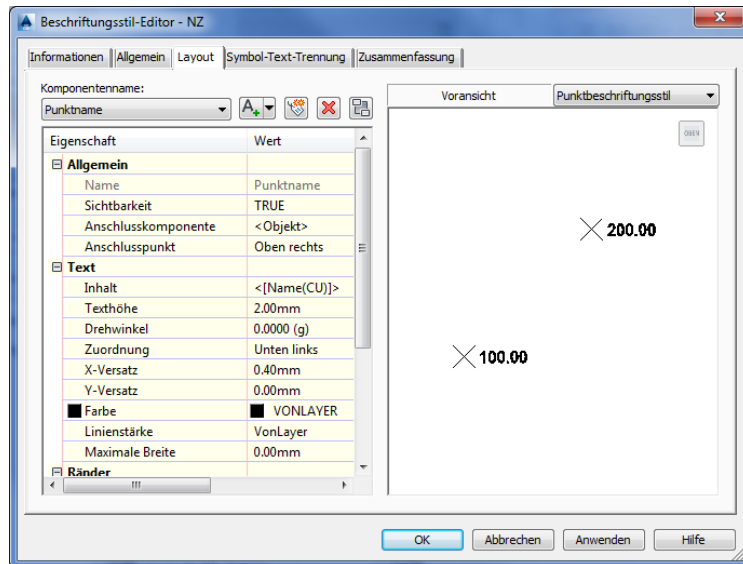 Beschriftungsstil-Editor - NZ
Informationen Allgemein Layout Symbol-Text-Trennung Zusammenfassung
Komponentenname:
Punktname
Eigenschaft Wert
Allgemein
Name Punktname
Sichtbarkeit TRUE
Anschlusskomponente <Objekt>
Anschlusspunkt Oben rechts
Text
Inhalt <[Name(CU)]>
Texthöhe 2.00mm
Drehwinkel 0.0000 (g)
Zuordnung Unten links
X-Versatz 0.40mm
Y-Versatz 0.00mm
Farbe VONLAYER
Linienstärke VonLayer
Maximale Breite 0.00mm
Ränder
Voransicht Punktbeschriftungsstil
OBEN
200.00
100.00
OK Abbrechen Anwenden Hilfe